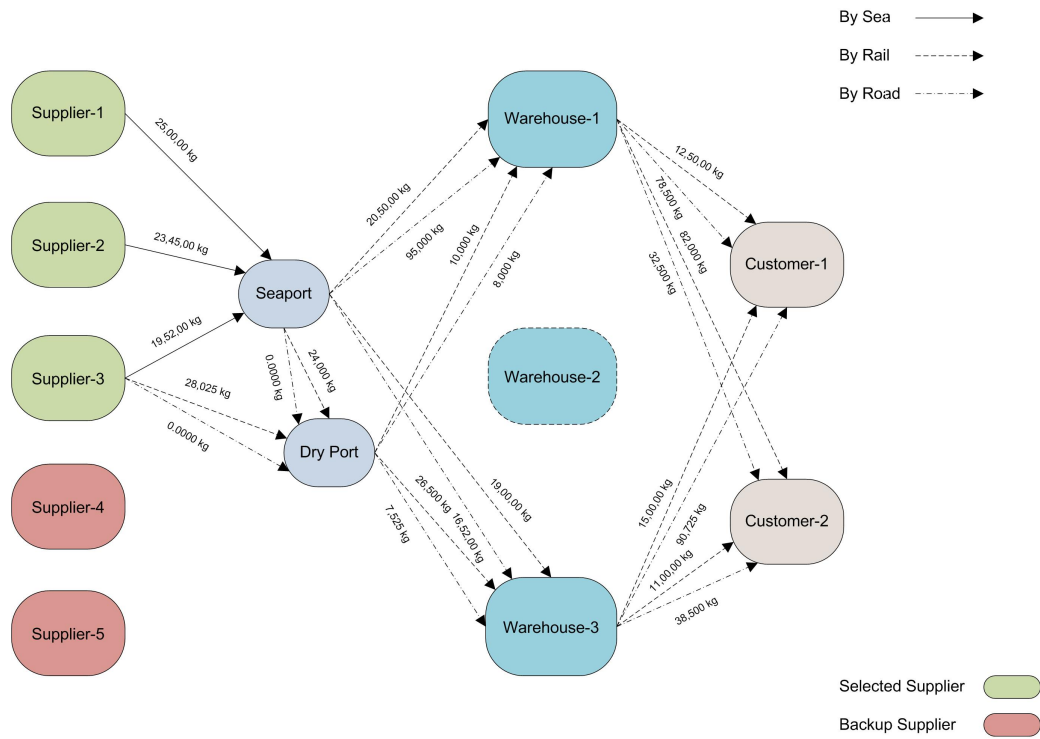 By Sea
By Rail
By Road
Supplier-1
Supplier-2
Supplier-3
Supplier-4
Supplier-5
25,00,00 kg
23,45,00 kg
19,52,00 kg
28,025 kg
0.0000 kg
Seaport
0.0000 kg
24,000 kg
Dry Port
20,50,00 kg
95,000 kg
10,000 kg
8,000 kg
19,00,00 kg
16,52,00 kg
26,500 kg
7,525 kg
Warehouse-1
Warehouse-2
Warehouse-3
12,50,00 kg
78,500 kg
82,000 kg
32,500 kg
15,00,00 kg
90,725 kg
11,00,00 kg
38,500 kg
Customer-1
Customer-2
Selected Supplier
Backup Supplier